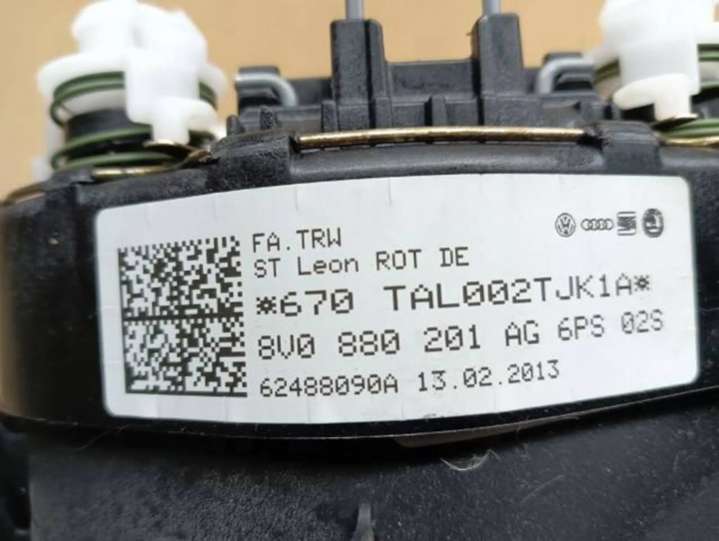 FA.TRW
ST Leon ROT DE
*670 TAL002TJK1A*
8V0 880 201 AG 6PS 02S
62488090A 13.02.2013